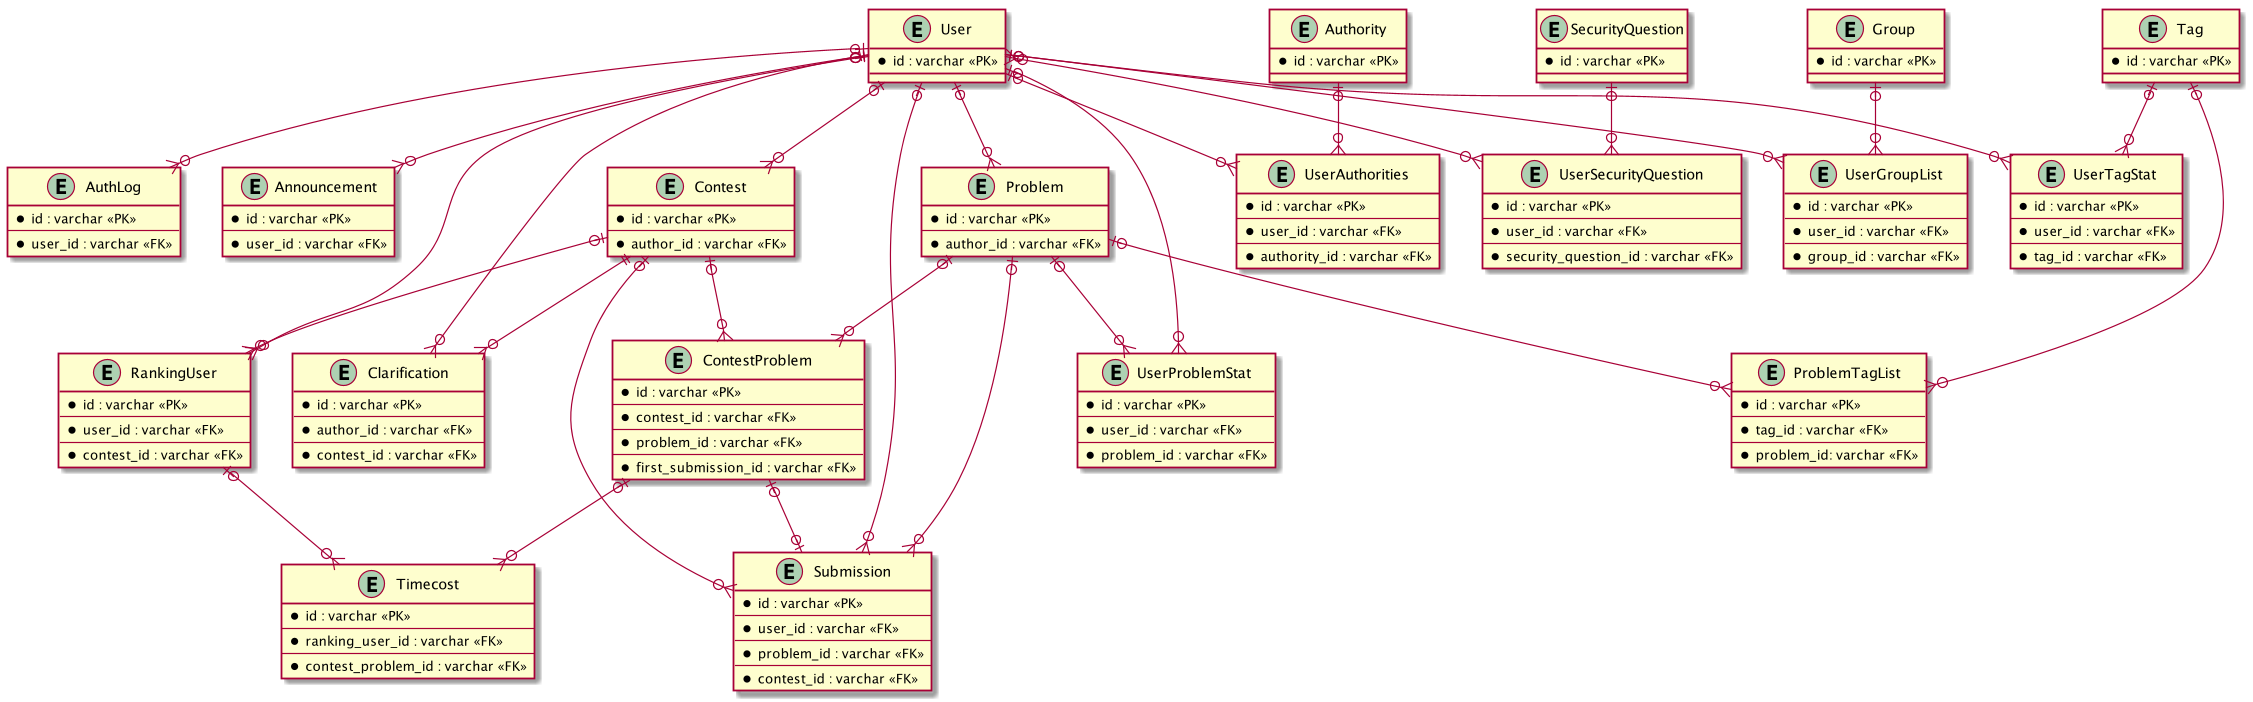 E User
id : varchar «PK»
E Authority
id : varchar «PK»
E SecurityQuestion
id : varchar «PK»
E Group
id : varchar «PK»
E Tag
id : varchar «PK»
E AuthLog
id : varchar «PK»
user_id : varchar «FK»
E Announcement
id : varchar «PK»
user_id : varchar «FK»
E Contest
id : varchar «PK»
author_id : varchar «FK»
E Problem
id : varchar «PK»
author_id : varchar «FK»
E UserAuthorities
id : varchar «PK»
user_id : varchar «FK»
authority_id : varchar «FK»
E UserSecurityQuestion
id : varchar «PK»
user_id : varchar «FK»
security_question_id : varchar «FK»
E UserGroupList
id : varchar «PK»
user_id : varchar «FK»
group_id : varchar «FK»
E UserTagStat
id : varchar «PK»
user_id : varchar «FK»
tag_id : varchar «FK»
E RankingUser
id : varchar «PK»
user_id : varchar «FK»
contest_id : varchar «FK»
E Clarification
id : varchar «PK»
author_id : varchar «FK»
contest_id : varchar «FK»
E ContestProblem
id : varchar «PK»
contest_id : varchar «FK»
problem_id : varchar «FK»
first_submission_id : varchar «FK»
E UserProblemStat
id : varchar «PK»
user_id : varchar «FK»
problem_id : varchar «FK»
E ProblemTagList
id : varchar «PK»
tag_id : varchar «FK»
problem_id: varchar «FK»
E Timecost
id : varchar «PK»
ranking_user_id : varchar «FK»
contest_problem_id : varchar «FK»
E Submission
id : varchar «PK»
user_id : varchar «FK»
problem_id : varchar «FK»
contest_id : varchar «FK»